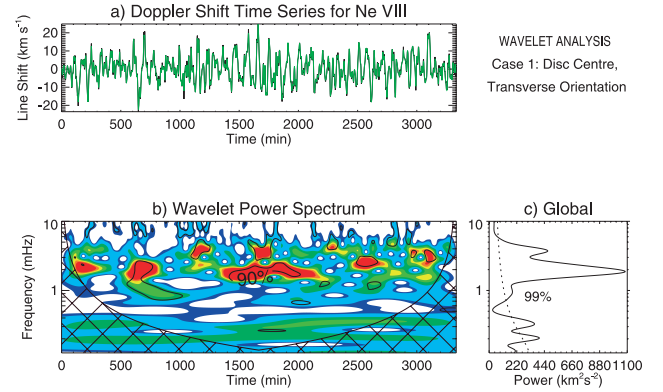 a) Doppler Shift Time Series for Ne VIII
Line Shift (km s-1)
20
10
0
-10
-20
0 500 1000 1500 2000 2500 3000
Time (min)
WAVELET ANALYSIS
Case 1: Disc Centre,
Transverse Orientation
b) Wavelet Power Spectrum
Frequency (mHz)
10
1
90%
0 500 1000 1500 2000 2500 3000
Time (min)
c) Global
10
1
99%
0 220 440 660 880 1100
Power (km²s-²)